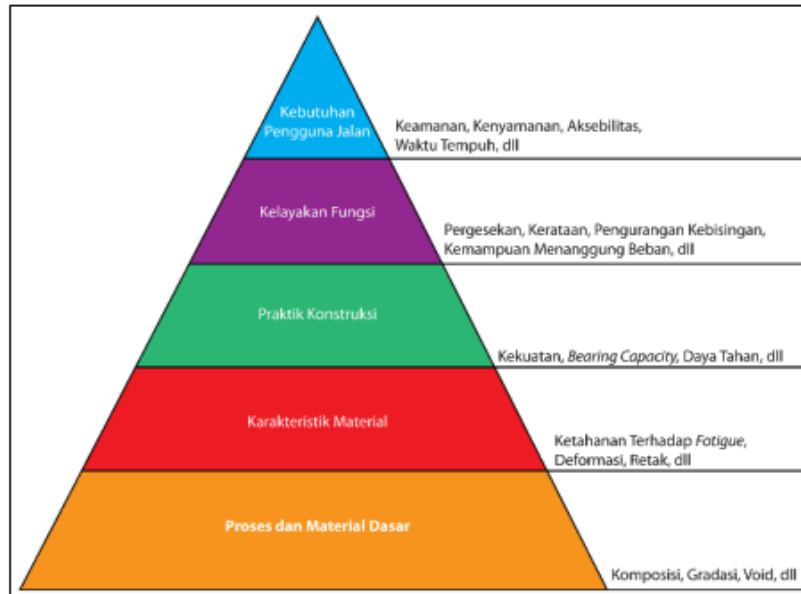 Kebutuhan
Pengguna Jalan
Keamanan, Kenyamanan, Aksebilitas,
Waktu Tempuh, dll
Kelayakan Fungsi
Pergesekan, Kerataan, Pengurangan Kebisingan,
Kemampuan Menanggung Beban, dll
Praktik Konstruksi
Kekuatan, Bearing Capacity, Daya Tahan, dll
Karakteristik Material
Ketahanan Terhadap Fatigue,
Deformasi, Retak, dll
Proses dan Material Dasar
Komposisi, Gradasi, Void, dll